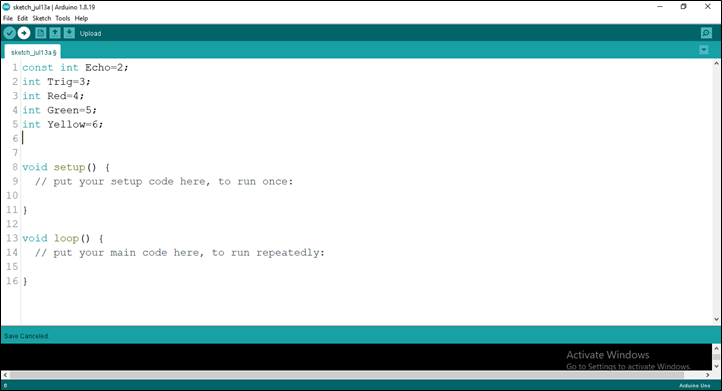 sketch_jul13a | Arduino 1.8.19
File Edit Sketch Tools Help
Upload
sketch_jul13a §
1 const int Echo=2;
2 int Trig=3;
3 int Red=4;
4 int Green=5;
5 int Yellow=6;
6
7
8 void setup() {
9 // put your setup code here, to run once:
10
11 }
12
13 void loop() {
14 // put your main code here, to run repeatedly:
15
16 }
Save Canceled.
Activate Windows
Go to Settings to activate Windows.
6 Arduino Uno